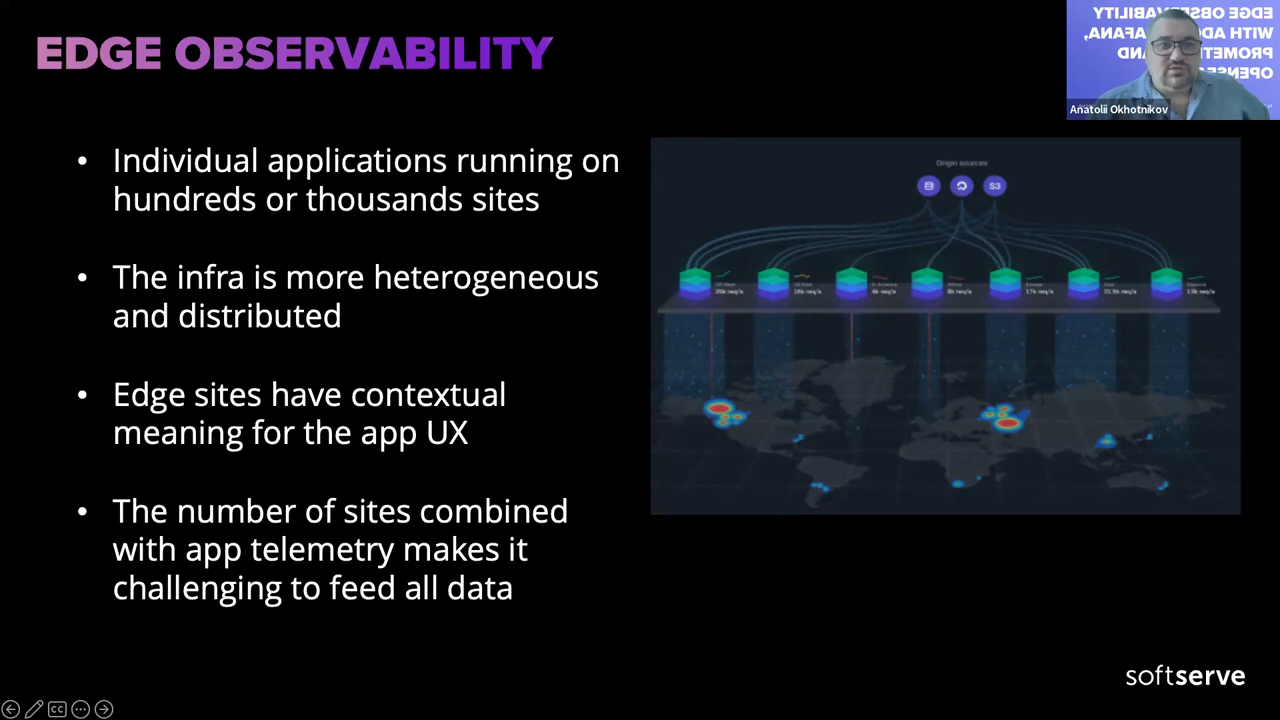 EDGE OBSERVABILITY
Individual applications running on
hundreds or thousands sites
The infra is more heterogeneous
and distributed
Edge sites have contextual
meaning for the app UX
The number of sites combined
with app telemetry makes it
challenging to feed all data
Origin sources
S3
Anatolii Okhotnikov
softserve
CC